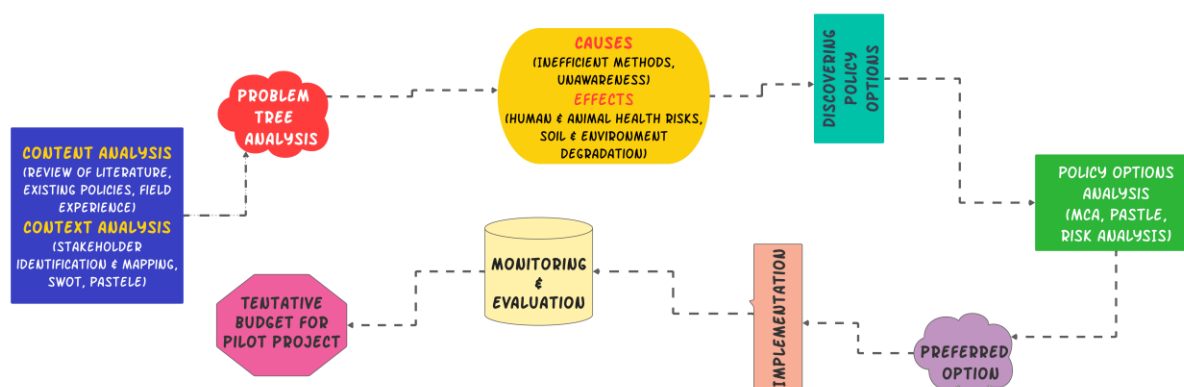 CONTENT ANALYSIS
(REVIEW OF LITERATURE,
EXISTING POLICIES, FIELD
EXPERIENCE)
CONTEXT ANALYSIS
(STAKEHOLDER
IDENTIFICATION & MAPPING,
SWOT, PASTELE)
PROBLEM
TREE
ANALYSIS
CAUSES
(INEFFICIENT METHODS,
UNAWARENESS)
EFFECTS
(HUMAN & ANIMAL HEALTH RISKS,
SOIL & ENVIRONMENT
DEGRADATION)
DISCOVERING
POLICY
OPTIONS
POLICY OPTIONS
ANALYSIS
(MCA, PASTLE,
RISK ANALYSIS)
PREFERRED
OPTION
IMPLEMENTATION
MONITORING
&
EVALUATION
TENTATIVE
BUDGET FOR
PILOT PROJECT